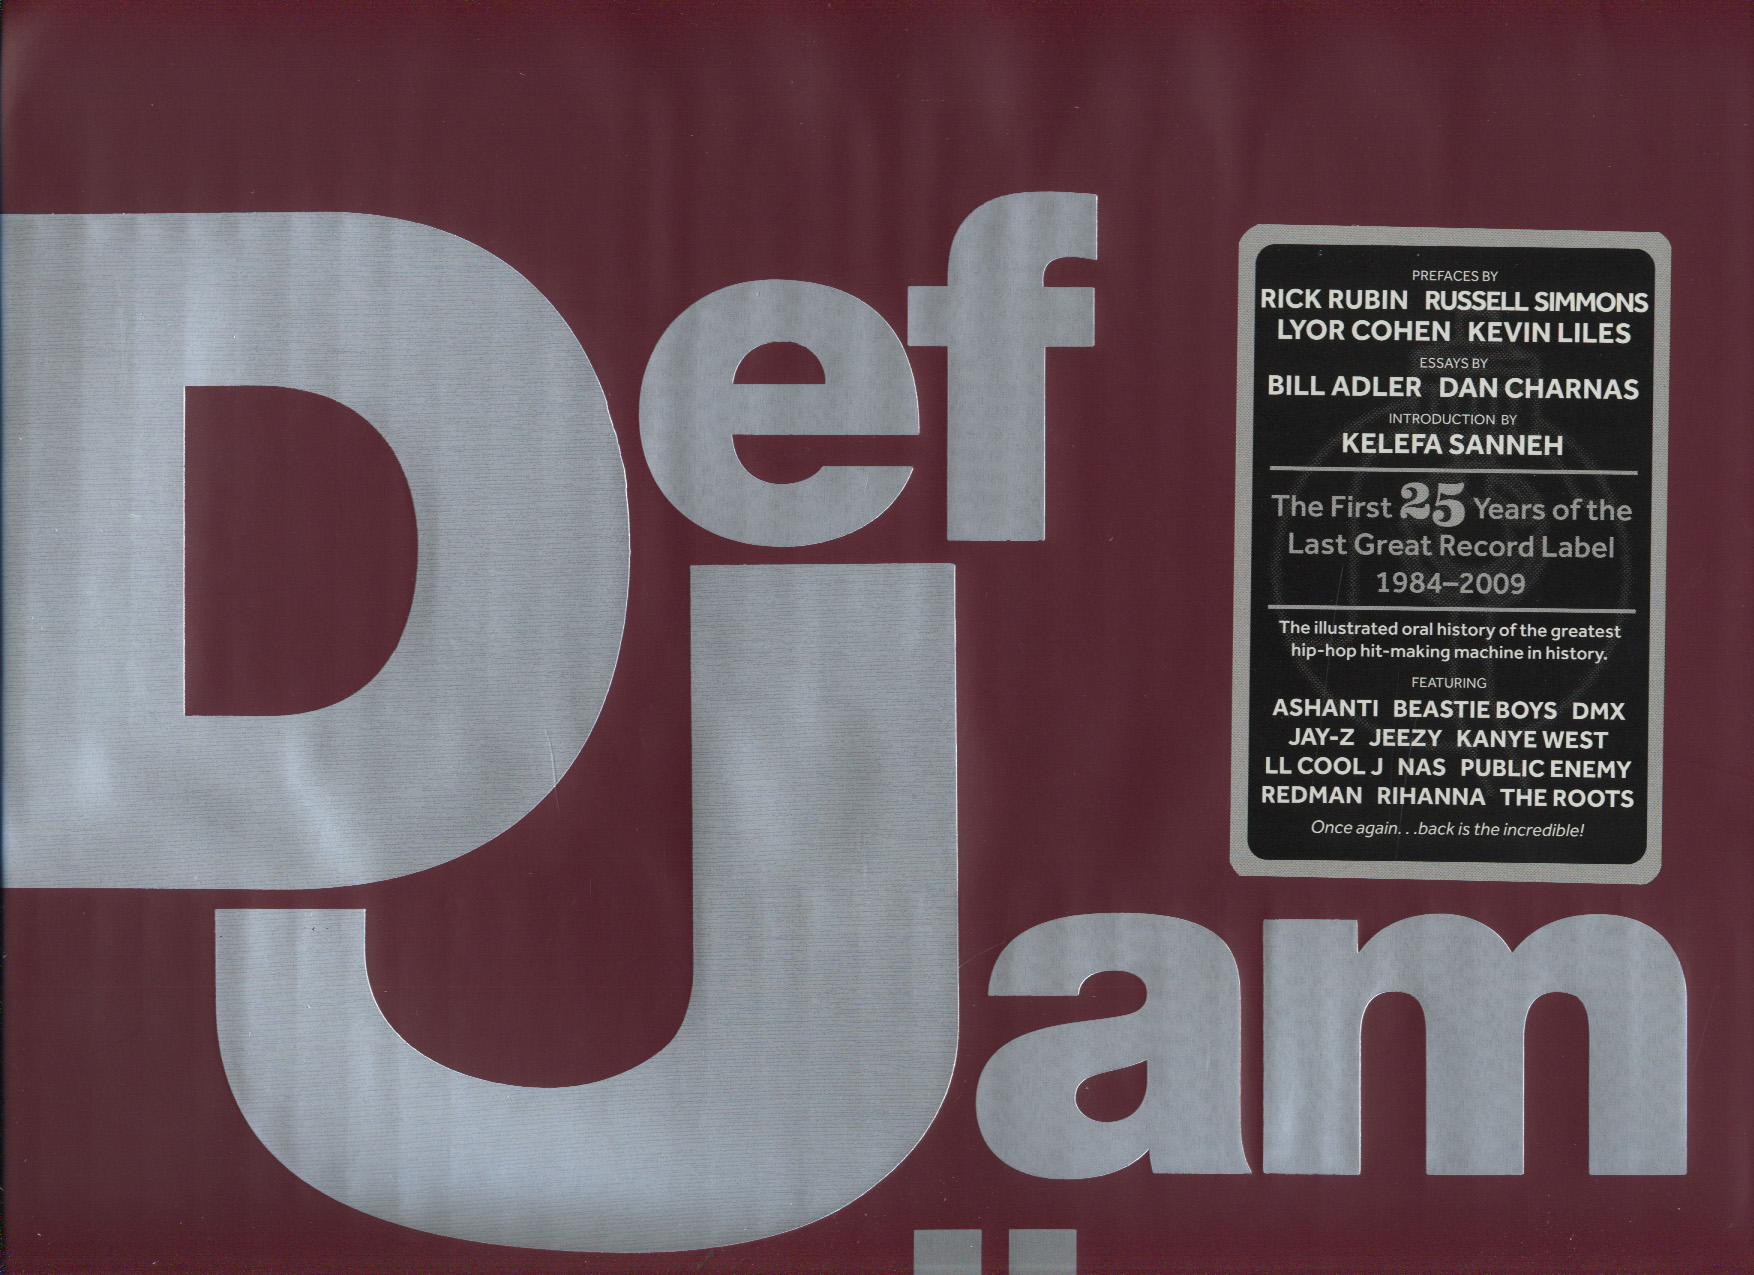 Def
Jam
PREFACES BY
RICK RUBIN RUSSELL SIMMONS
LYOR COHEN KEVIN LILES
ESSAYS BY
BILL ADLER DAN CHARNAS
INTRODUCTION BY
KELEFA SANNEH
The First 25 Years of the
Last Great Record Label
1984–2009
The illustrated oral history of the greatest
hip-hop hit-making machine in history.
FEATURING
ASHANTI BEASTIE BOYS DMX
JAY-Z JEEZY KANYE WEST
LL COOL J NAS PUBLIC ENEMY
REDMAN RIHANNA THE ROOTS
Once again. . .back is the incredible!